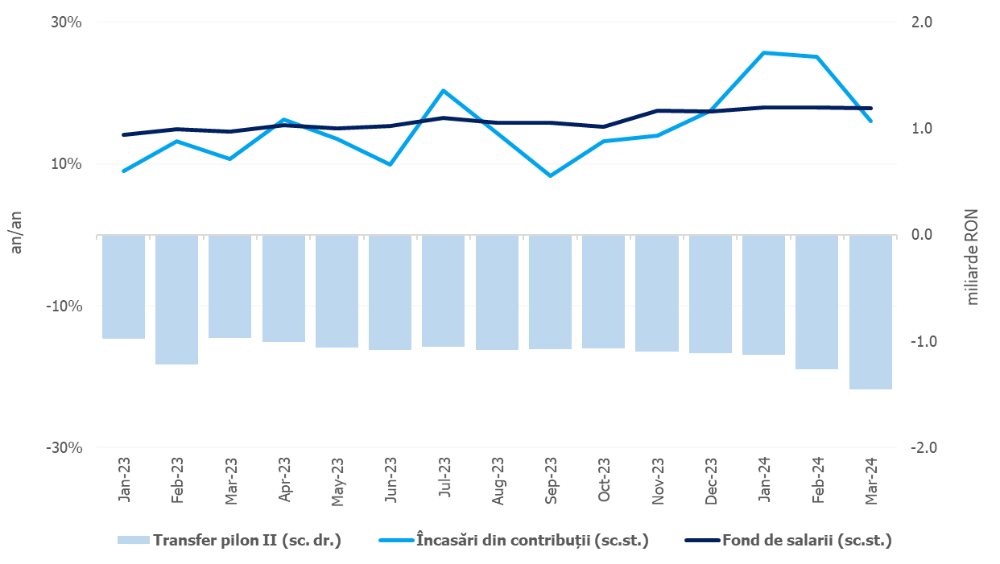 30%
10%
-10%
-30%
an/an
2.0
1.0
0.0
-1.0
-2.0
miliarde RON
Jan-23
Feb-23
Mar-23
Apr-23
May-23
Jun-23
Jul-23
Aug-23
Sep-23
Oct-23
Nov-23
Dec-23
Jan-24
Feb-24
Mar-24
Transfer pilon II (sc. dr.)
Încasări din contribuții (sc.st.)
Fond de salarii (sc.st.)